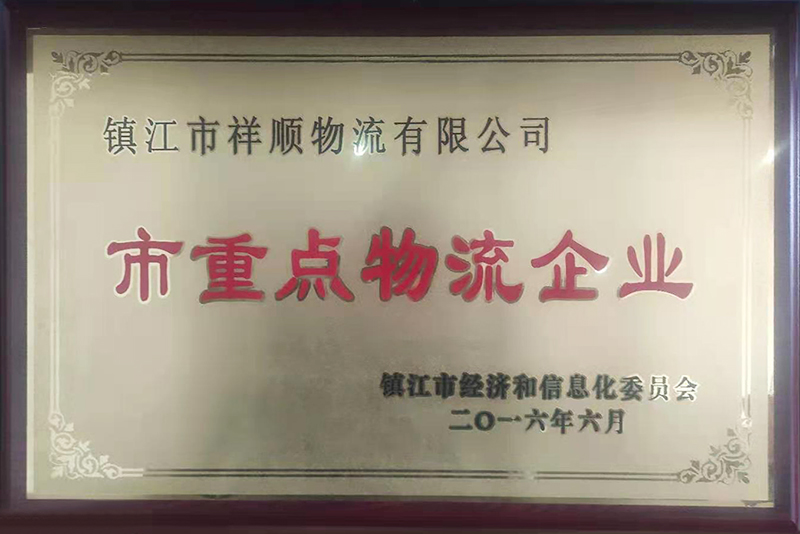 镇江市祥顺物流有限公司
市重点物流企业
镇江市经济和信息化委员会
二〇一六年六月